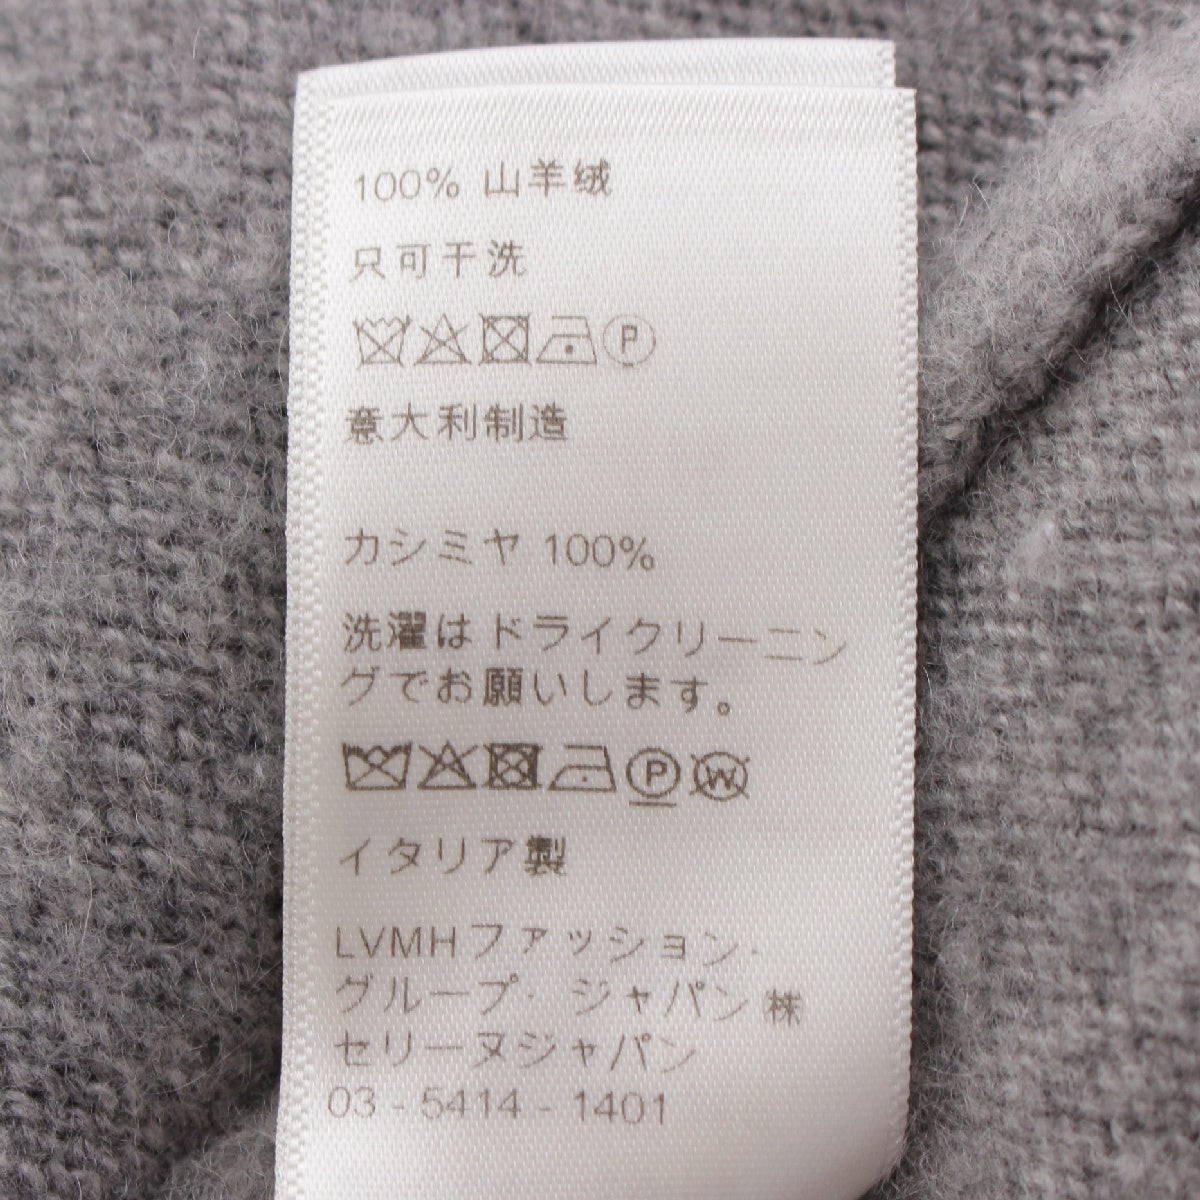 100% 山羊绒
只可干洗
P
意大利制造
カシミヤ 100%
洗濯はドライクリーニン
グでお願いします。
P W
イタリア製
LVMHファッション・
グループ・ ジャパン 株
セリーヌジャパン
03 - 5414 - 1401